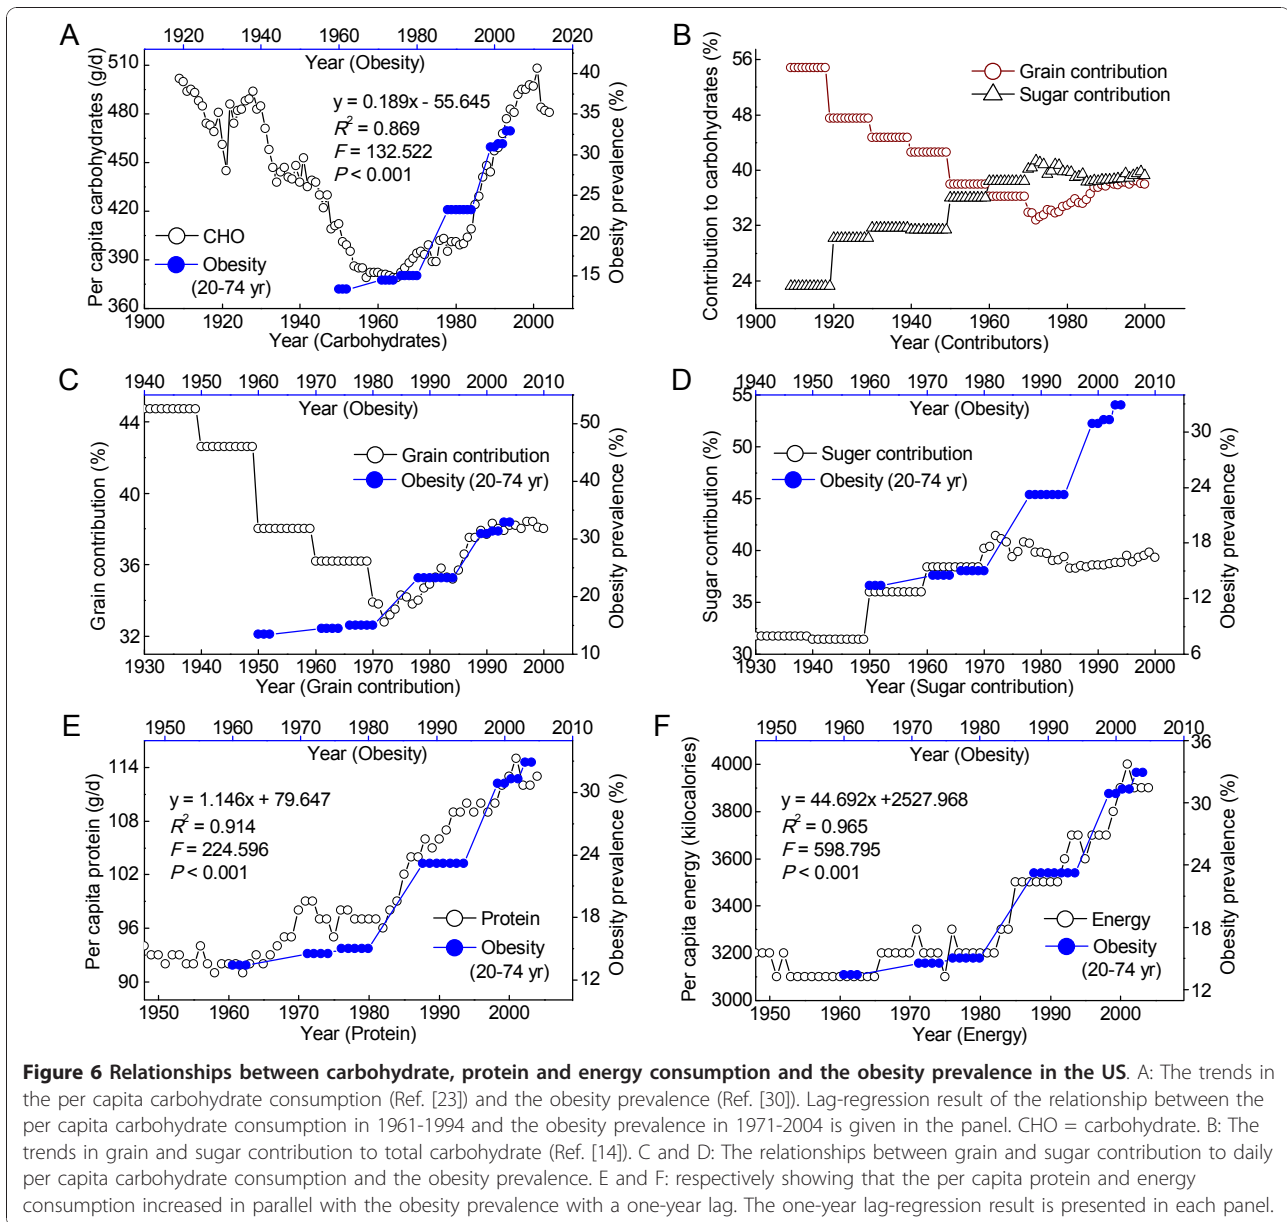 A
1920 1940 1960 1980 2000 2020
Year (Obesity)
510
480
450
420
390
360
Per capita carbohydrates (g/d)
y = 0.189x - 55.645
R² = 0.869
F = 132.522
P < 0.001
CHO
Obesity
(20-74 yr)
40
35
30
25
20
15
Obesity prevalence (%)
1900 1920 1940 1960 1980 2000
Year (Carbohydrates)
B
56
48
40
32
24
Contribution to carbohydrates (%)
Grain contribution
Sugar contribution
1900 1920 1940 1960 1980 2000
Year (Contributors)
C
1940 1950 1960 1970 1980 1990 2000 2010
Year (Obesity)
44
40
36
32
Grain contribution (%)
Grain contribution
Obesity (20-74 yr)
50
40
30
20
10
Obesity prevalence (%)
1930 1940 1950 1960 1970 1980 1990 2000
Year (Grain contribution)
D
1940 1950 1960 1970 1980 1990 2000 2010
Year (Obesity)
55
50
45
40
35
30
Sugar contribution (%)
Suger contribution
Obesity (20-74 yr)
30
24
18
12
6
Obesity prevalence (%)
1930 1940 1950 1960 1970 1980 1990 2000
Year (Sugar contribution)
E
1950 1960 1970 1980 1990 2000 2010
Year (Obesity)
114
108
102
96
90
Per capita protein (g/d)
y = 1.146x + 79.647
R² = 0.914
F = 224.596
P < 0.001
Protein
Obesity
(20-74 yr)
30
24
18
12
Obesity prevalence (%)
1950 1960 1970 1980 1990 2000
Year (Protein)
F
1950 1960 1970 1980 1990 2000 2010
Year (Obesity)
4000
3800
3600
3400
3200
3000
Per capita energy (kilocalories)
y = 44.692x +2527.968
R² = 0.965
F = 598.795
P < 0.001
Energy
Obesity
(20-74 yr)
36
30
24
18
12
Obesity prevalence (%)
1950 1960 1970 1980 1990 2000
Year (Energy)
Figure 6 Relationships between carbohydrate, protein and energy consumption and the obesity prevalence in the US. A: The trends in
the per capita carbohydrate consumption (Ref. [23]) and the obesity prevalence (Ref. [30]). Lag-regression result of the relationship between the
per capita carbohydrate consumption in 1961-1994 and the obesity prevalence in 1971-2004 is given in the panel. CHO = carbohydrate. B: The
trends in grain and sugar contribution to total carbohydrate (Ref. [14]). C and D: The relationships between grain and sugar contribution to daily
per capita carbohydrate consumption and the obesity prevalence. E and F: respectively showing that the per capita protein and energy
consumption increased in parallel with the obesity prevalence with a one-year lag. The one-year lag-regression result is presented in each panel.